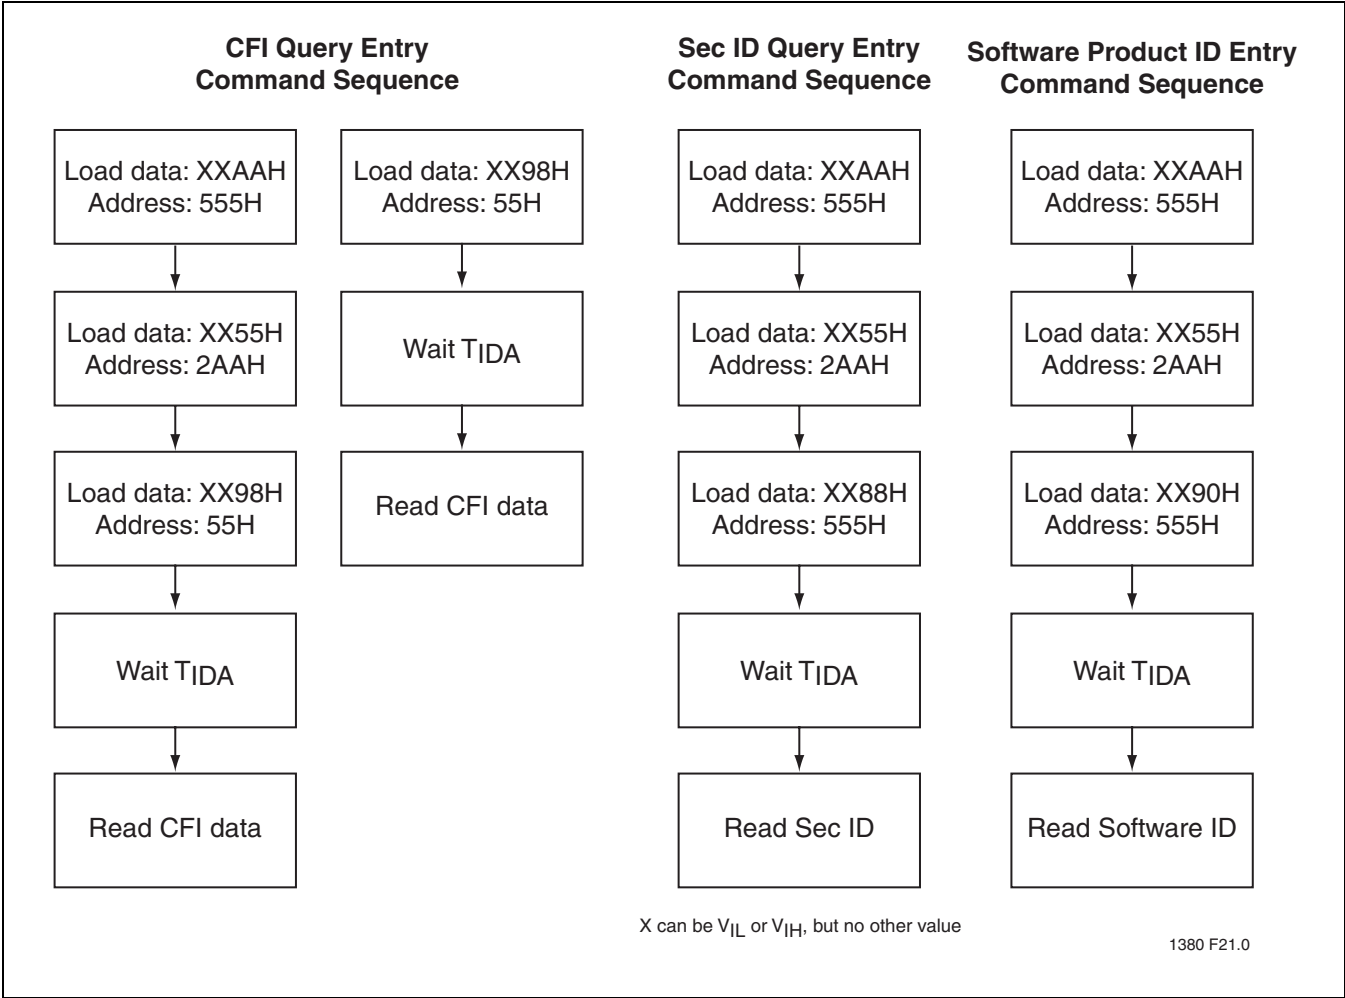 CFI Query Entry
Command Sequence
Load data: XXAAH
Address: 555H
Load data: XX55H
Address: 2AAH
Load data: XX98H
Address: 55H
Wait TIDA
Read CFI data
Load data: XX98H
Address: 55H
Wait TIDA
Read CFI data
Sec ID Query Entry
Command Sequence
Load data: XXAAH
Address: 555H
Load data: XX55H
Address: 2AAH
Load data: XX88H
Address: 555H
Wait TIDA
Read Sec ID
Software Product ID Entry
Command Sequence
Load data: XXAAH
Address: 555H
Load data: XX55H
Address: 2AAH
Load data: XX90H
Address: 555H
Wait TIDA
Read Software ID
X can be VIL or VIH, but no other value
1380 F21.0